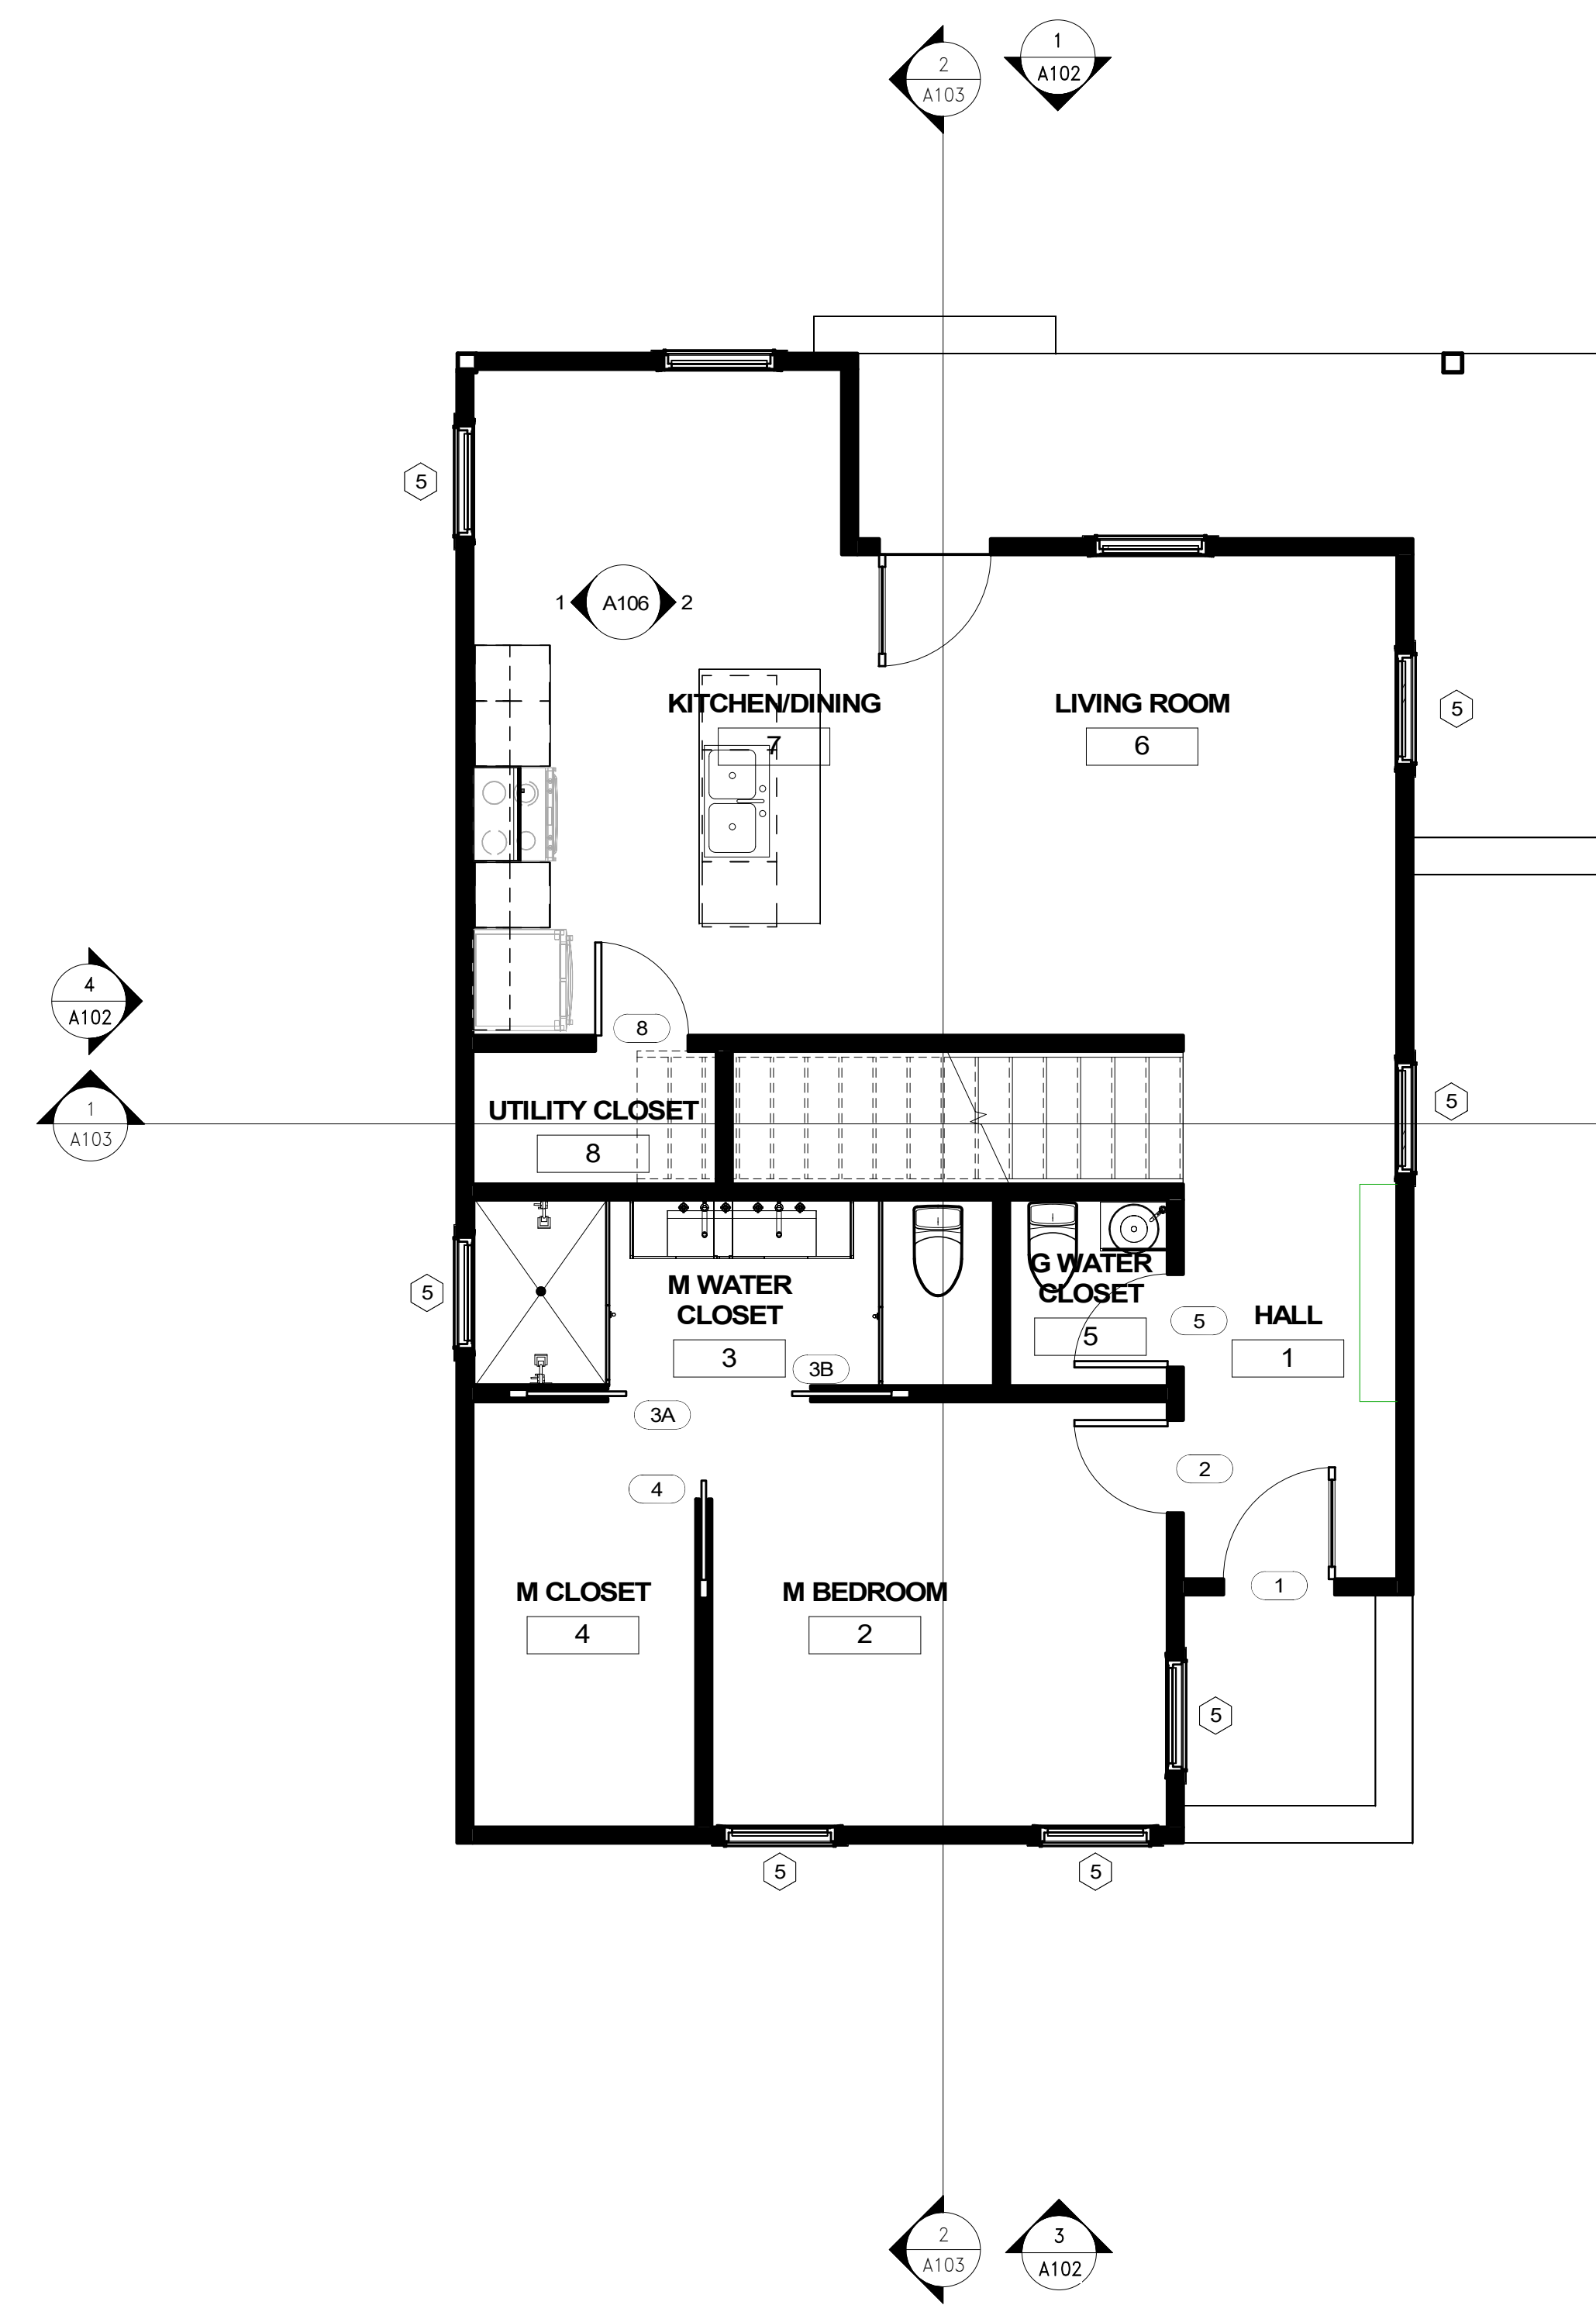 2
A103
1
A102
5
1
A106
2
KITCHEN/DINING
7
LIVING ROOM
6
5
4
A102
8
1
A103
UTILITY CLOSET
8
5
5
M WATER
CLOSET
3
3B
G WATER
CLOSET
5
5
HALL
1
3A
4
2
1
M CLOSET
4
M BEDROOM
2
5
5
5
2
A103
3
A102